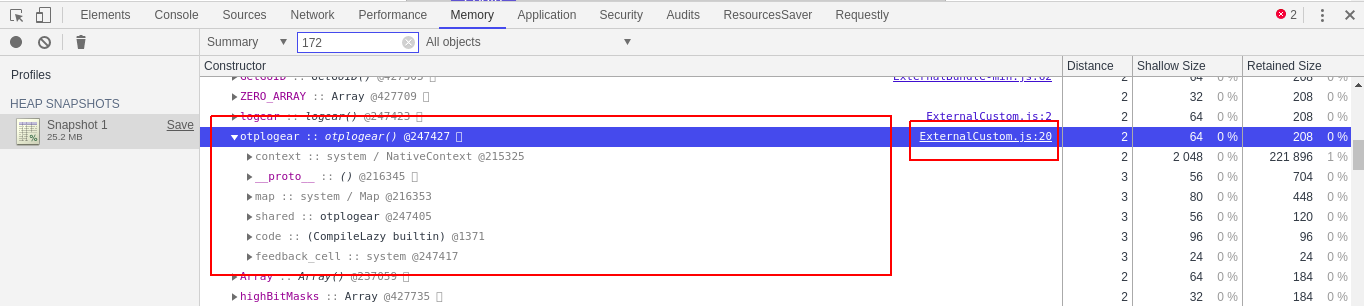 Elements Console Sources Network Performance Memory Application Security Audits ResourcesSaver Requestly 2
Summary 172 All objects
Profiles
HEAP SNAPSHOTS
Snapshot 1 Save
25.2 MB
Constructor Distance Shallow Size Retained Size
2 64 0 % 208 0 %
ZERO_ARRAY :: Array @427709 2 32 0 % 208 0 %
logear :: logear() @247423 ExternalCustom.js:2 2 64 0 % 208 0 %
otplogear :: otplogear() @247427 ExternalCustom.js:20 2 64 0 % 208 0 %
context :: system / NativeContext @215325 2 2 048 0 % 221 896 1 %
__proto__ :: () @216345 3 56 0 % 704 0 %
map :: system / Map @216353 3 80 0 % 448 0 %
shared :: otplogear @247405 3 56 0 % 120 0 %
code :: (CompileLazy builtin) @1371 3 96 0 % 96 0 %
feedback_cell :: system @247417 3 24 0 % 24 0 %
Array :: Array() @237059 2 64 0 % 184 0 %
highBitMasks :: Array @427735 2 32 0 % 184 0 %